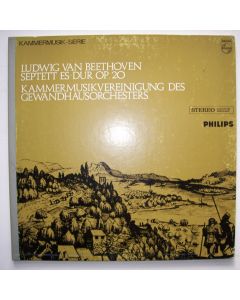 KAMMERMUSIK-SERIE
LUDWIG VAN BEETHOVEN
SEPTETT ES DUR OP. 20
KAMMERMUSIKVEREINIGUNG DES
GEWANDHAUSORCHESTERS
STEREO
PHILIPS